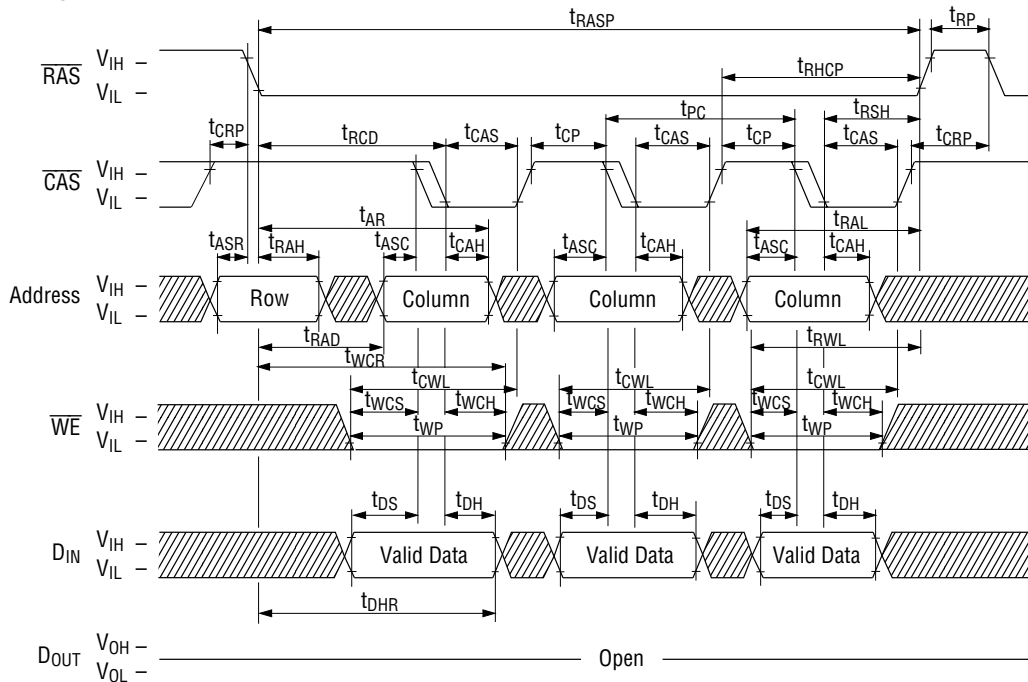 tRASP
tRP
RAS VIH –
VIL –
tRHCP
tPC
tRSH
tCRP
tRCD tCAS tCP tCAS tCP tCAS tCRP
CAS VIH –
VIL –
tAR
tRAL
tASR tRAH tASC tCAH tASC tCAH tASC tCAH
Address VIH –
VIL –
Row Column Column Column
tRAD
tWCR
tRWL
tCWL tCWL tCWL
tWCS tWCH tWCS tWCH tWCS tWCH
WE VIH –
VIL –
tWP tWP tWP
tDS tDH tDS tDH tDS tDH
DIN VIH –
VIL –
Valid Data Valid Data Valid Data
tDHR
DOUT VOH –
VOL –
Open